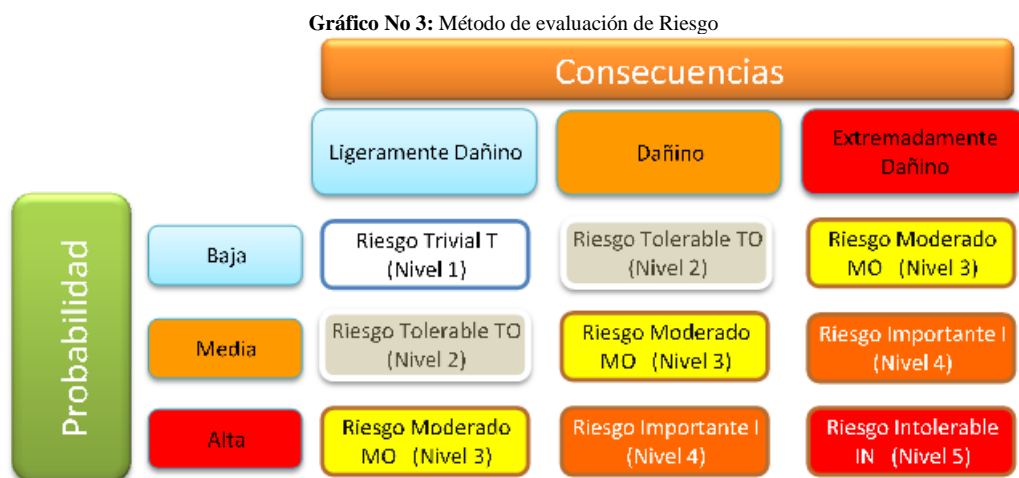 Gráfico No 3: Método de evaluación de Riesgo
Consecuencias
Ligeramente Dañino
Dañino
Extremadamente
Dañino
Probabilidad
Baja
Riesgo Trivial T
(Nivel 1)
Riesgo Tolerable TO
(Nivel 2)
Riesgo Moderado
MO (Nivel 3)
Media
Riesgo Tolerable TO
(Nivel 2)
Riesgo Moderado
MO (Nivel 3)
Riesgo Importante I
(Nivel 4)
Alta
Riesgo Moderado
MO (Nivel 3)
Riesgo Importante I
(Nivel 4)
Riesgo Intolerable
IN (Nivel 5)